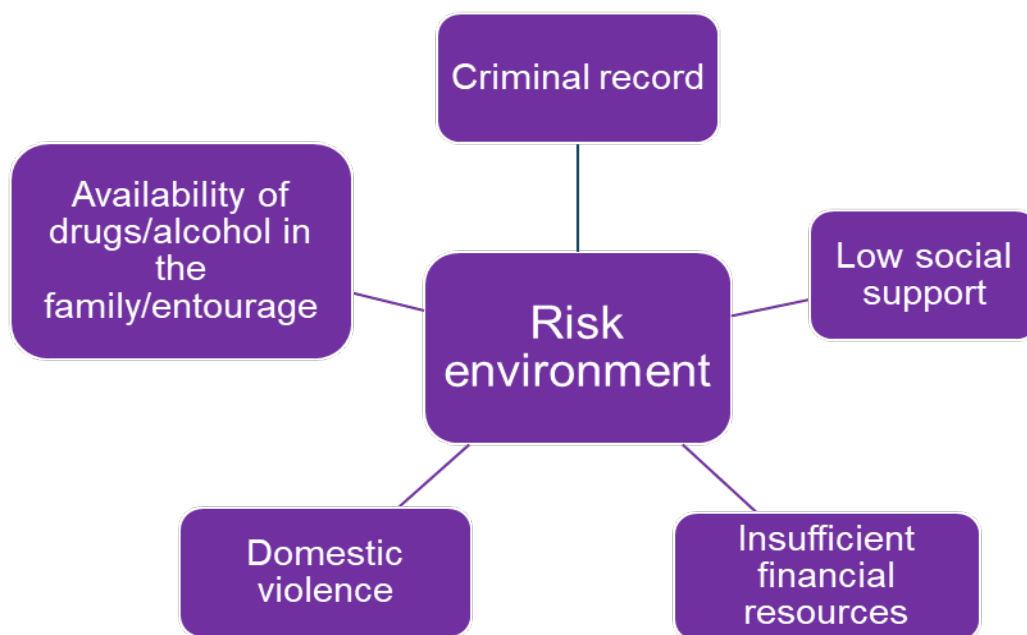 Criminal record
Availability of
drugs/alcohol in
the
family/entourage
Low social
support
Risk
environment
Domestic
violence
Insufficient
financial
resources